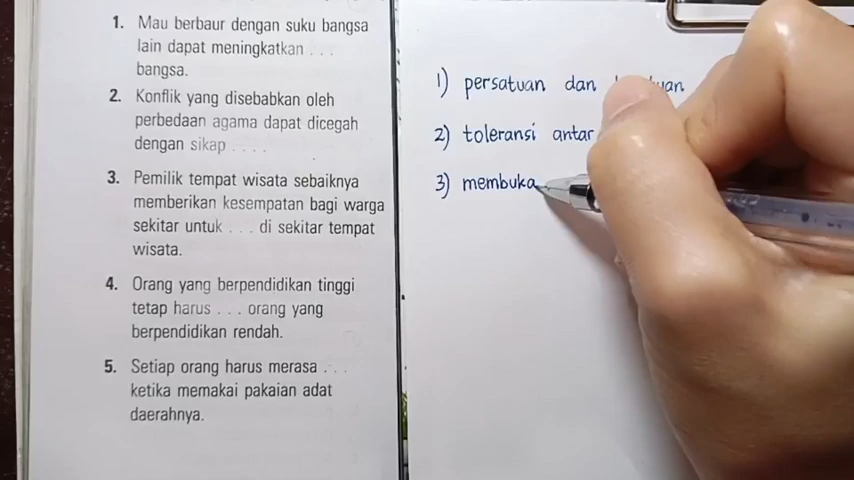 1. Mau berbaur dengan suku bangsa
lain dapat meningkatkan . . .
bangsa.
2. Konflik yang disebabkan oleh
perbedaan agama dapat dicegah
dengan sikap . . . .
3. Pemilik tempat wisata sebaiknya
memberikan kesempatan bagi warga
sekitar untuk . . . di sekitar tempat
wisata.
4. Orang yang berpendidikan tinggi
tetap harus . . . orang yang
berpendidikan rendah.
5. Setiap orang harus merasa . . .
ketika memakai pakaian adat
daerahnya.
1) persatuan dan
2) toleransi antar
3) membuka